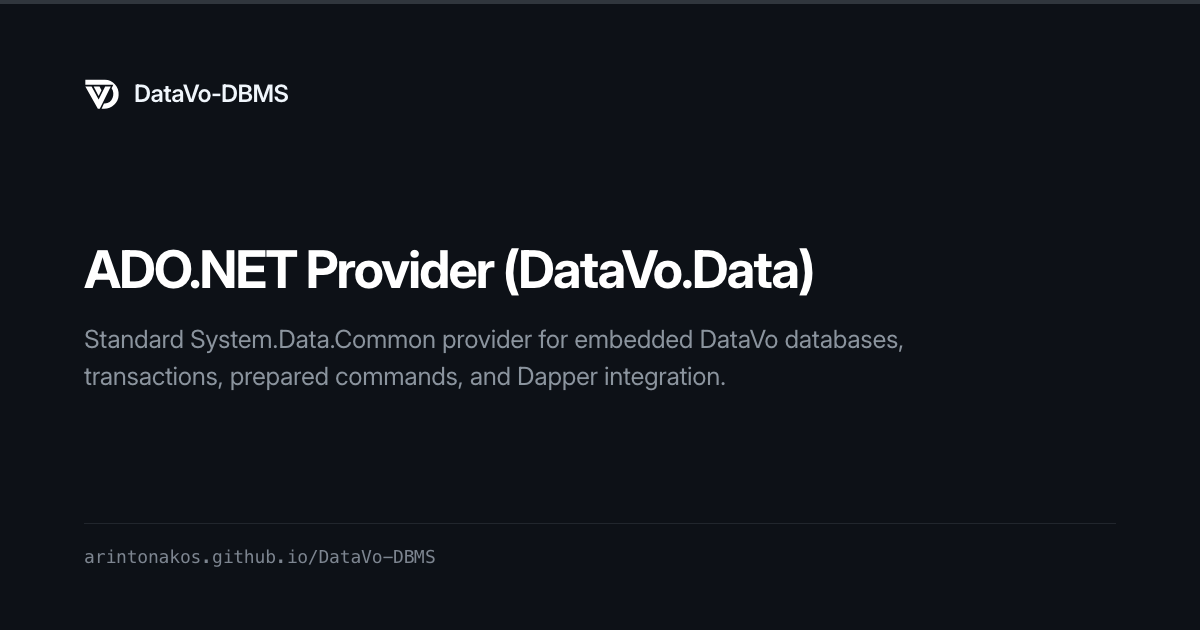 DataVo-DBMS
ADO.NET Provider (DataVo.Data)
Standard System.Data.Common provider for embedded DataVo databases,
transactions, prepared commands, and Dapper integration.
arintonakos.github.io/DataVo-DBMS